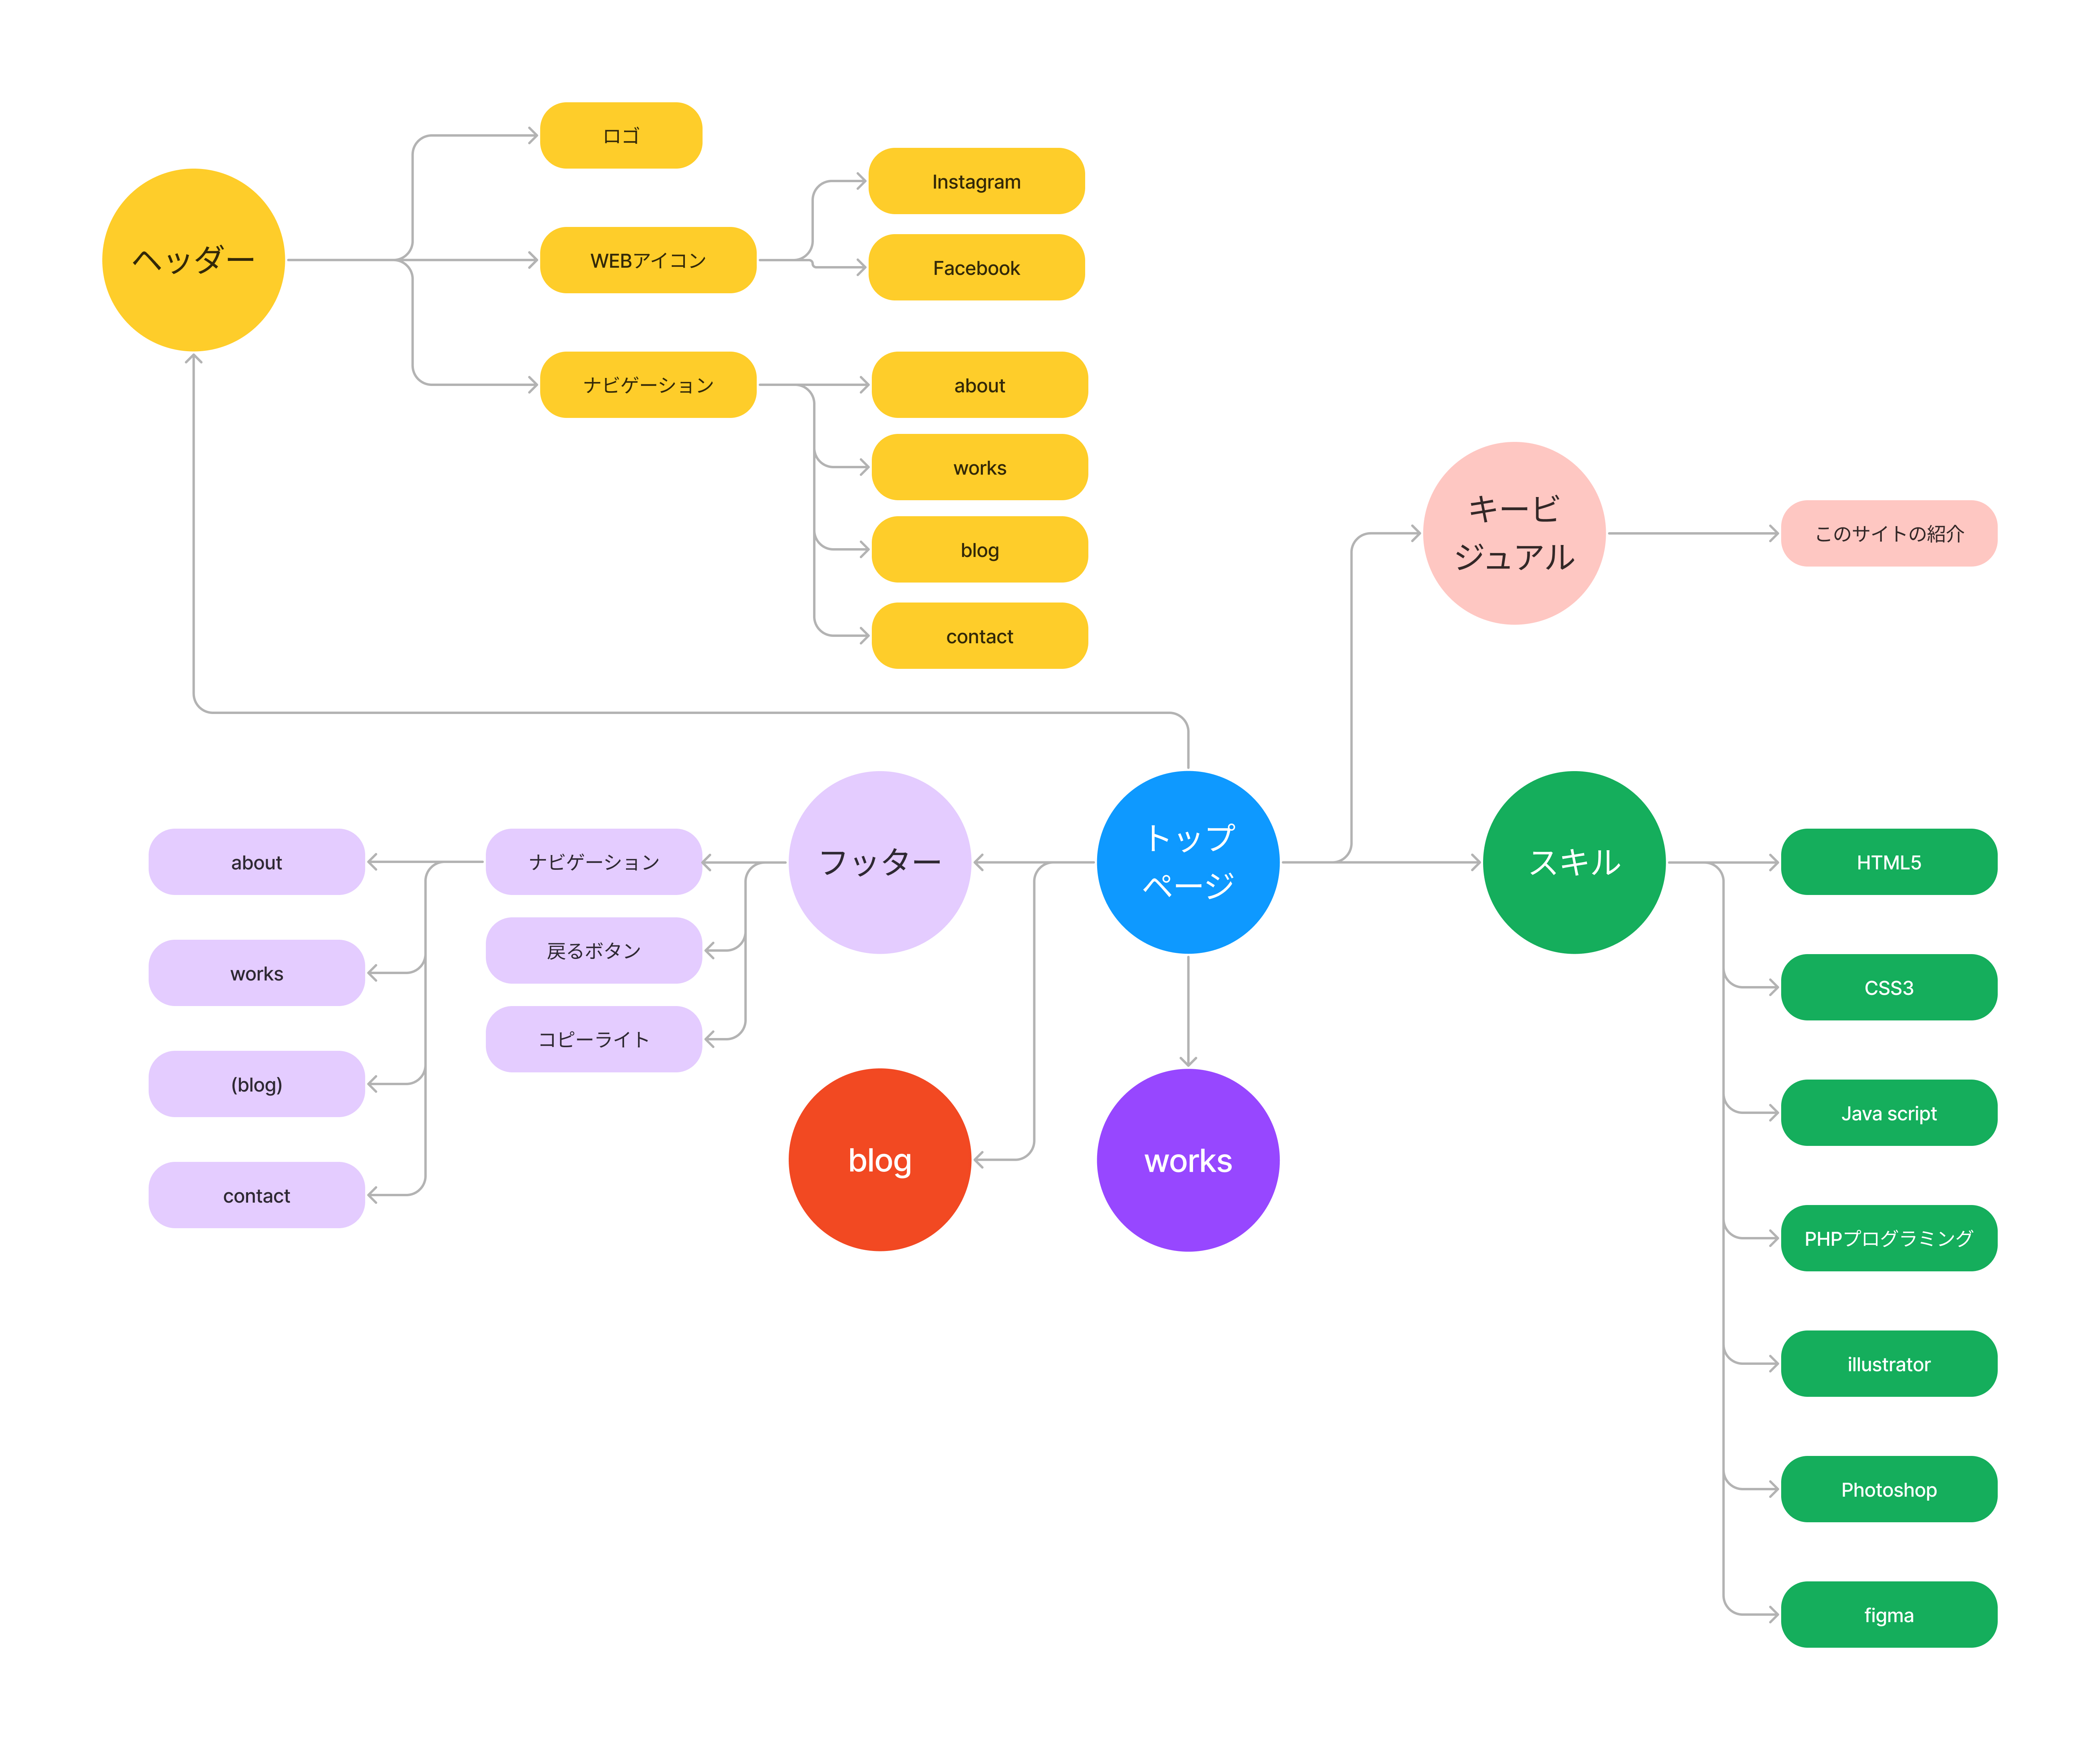 ロゴ
Instagram
ヘッダー
WEBアイコン
Facebook
ナビゲーション
about
works
blog
contact
キービ
ジュアル
このサイトの紹介
トップ
ページ
フッター
ナビゲーション
戻るボタン
コピーライト
about
works
(blog)
contact
blog
works
スキル
HTML5
CSS3
Java script
PHPプログラミング
illustrator
Photoshop
figma